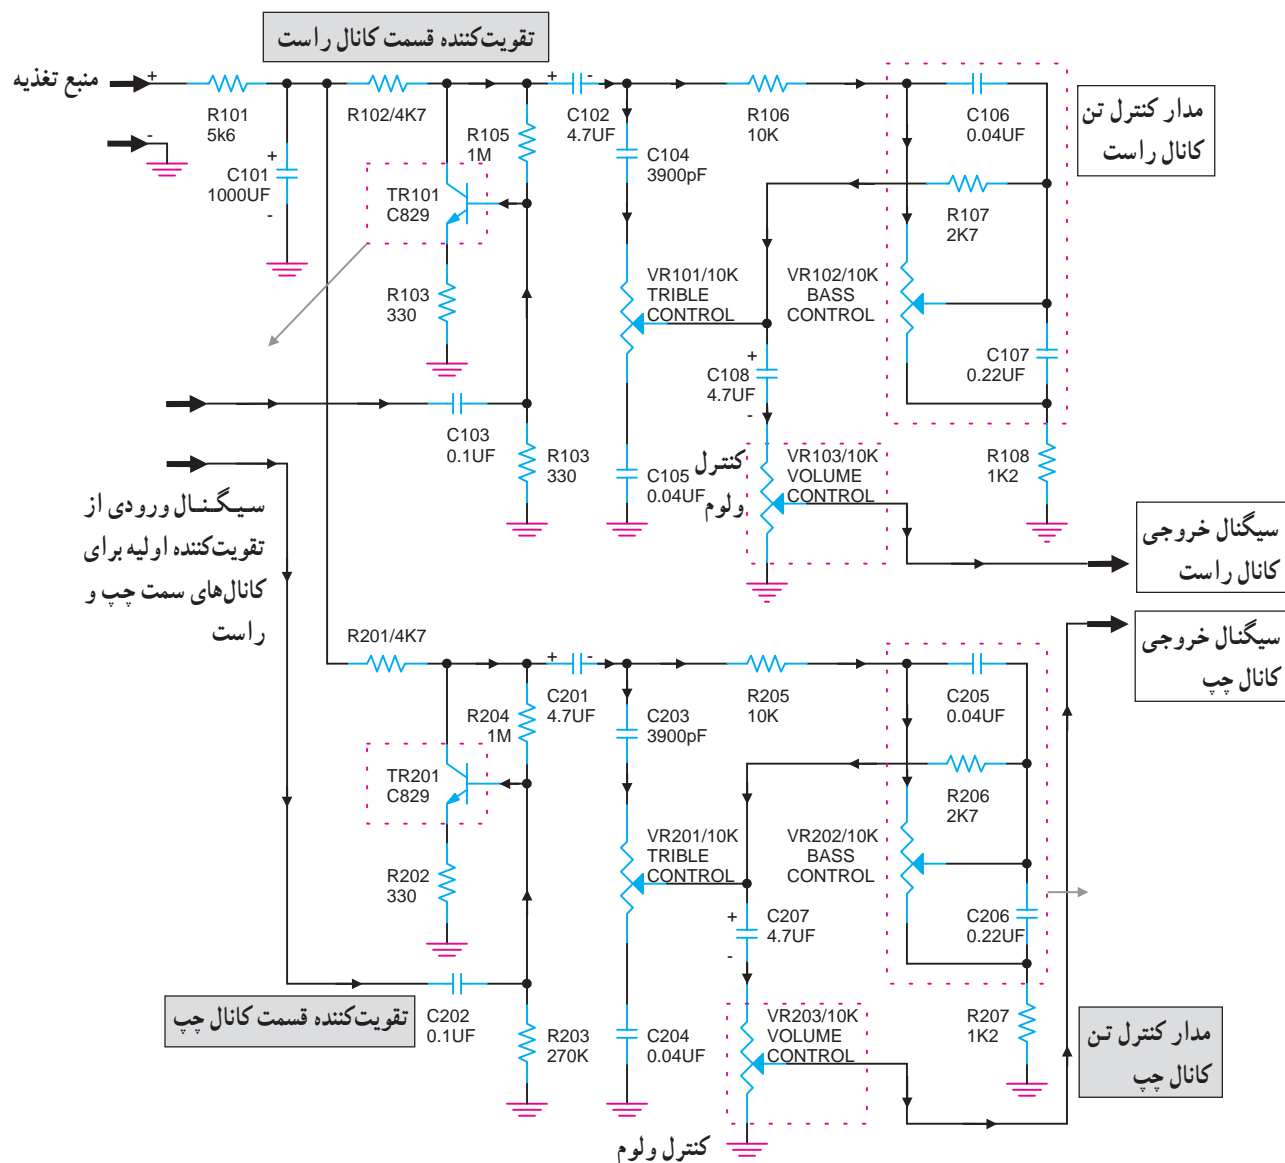 تقویت‌کننده قسمت کانال راست
منبع تغذیه
+
-
R101
5k6
R102/4K7
C101
1000UF
+
-
R105
1M
TR101
C829
R103
330
+
-
C102
4.7UF
C104
3900pF
R106
10K
C106
0.04UF
مدار کنترل تن
کانال راست
R107
2K7
VR101/10K
TRIBLE
CONTROL
VR102/10K
BASS
CONTROL
C107
0.22UF
+
C108
4.7UF
-
C103
0.1UF
R103
330
C105
0.04UF
کنترل
ولوم
VR103/10K
VOLUME
CONTROL
R108
1K2
سیگنال خروجی
کانال راست
سیگنال ورودی از
تقویت‌کننده اولیه برای
کانال‌های سمت چپ و
راست
سیگنال خروجی
کانال چپ
R201/4K7
+
-
C201
4.7UF
R204
1M
TR201
C829
R202
330
C203
3900pF
R205
10K
C205
0.04UF
R206
2K7
VR201/10K
TRIBLE
CONTROL
VR202/10K
BASS
CONTROL
+
C207
4.7UF
-
C206
0.22UF
تقویت‌کننده قسمت کانال چپ
C202
0.1UF
R203
270K
C204
0.04UF
VR203/10K
VOLUME
CONTROL
R207
1K2
مدار کنترل تن
کانال چپ
کنترل ولوم